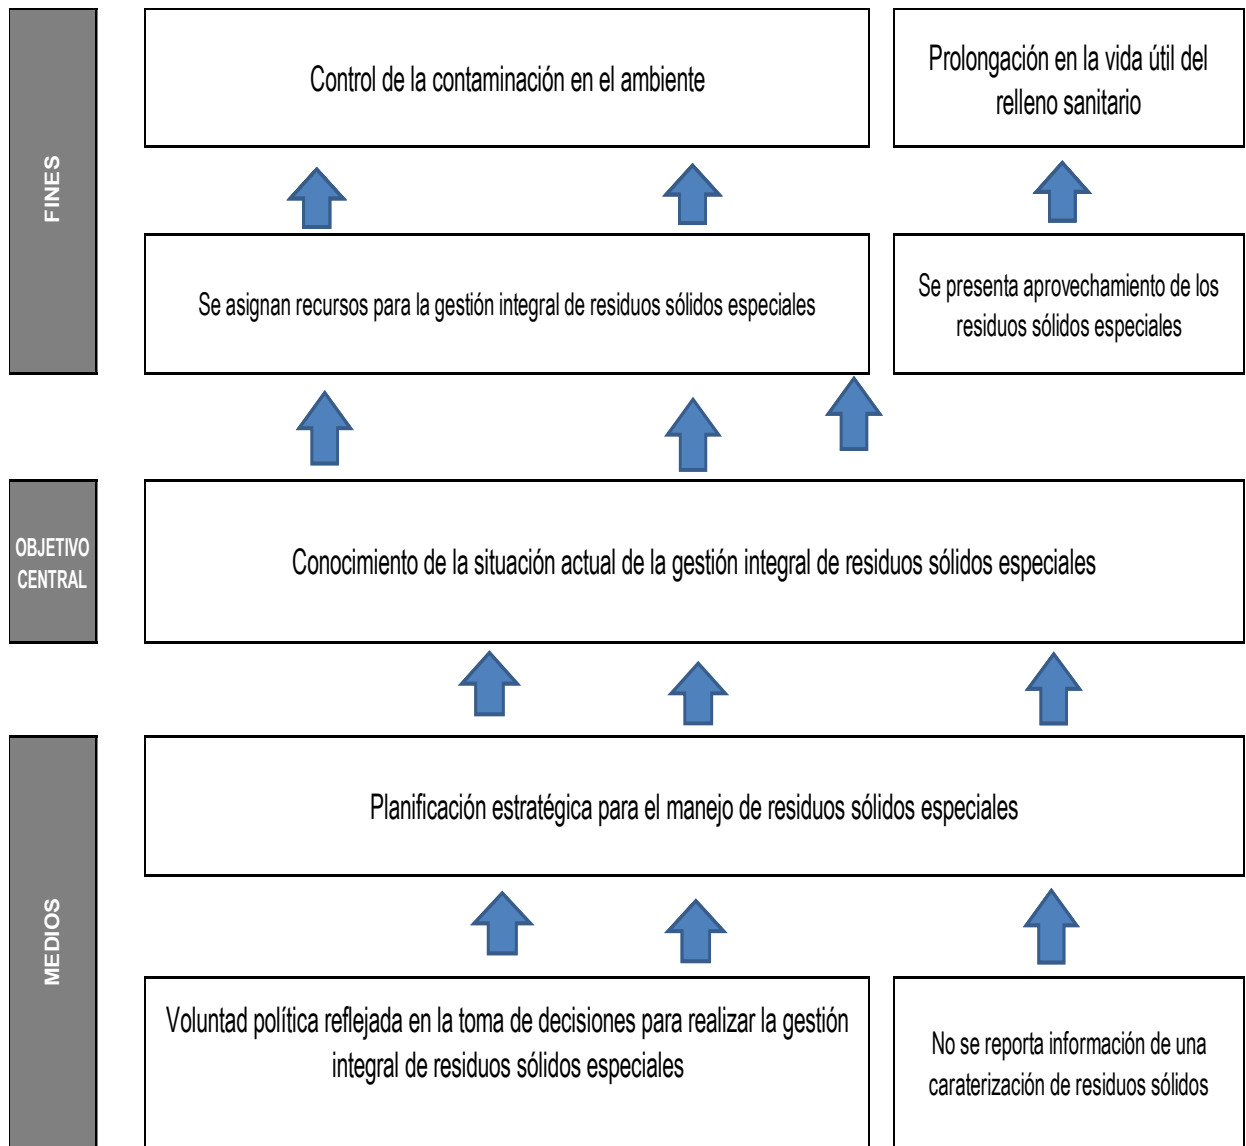 FINES
Control de la contaminación en el ambiente
Prolongación en la vida útil del
relleno sanitario
Se asignan recursos para la gestión integral de residuos sólidos especiales
Se presenta aprovechamiento de los
residuos sólidos especiales
OBJETIVO
CENTRAL
Conocimiento de la situación actual de la gestión integral de residuos sólidos especiales
MEDIOS
Planificación estratégica para el manejo de residuos sólidos especiales
Voluntad política reflejada en la toma de decisiones para realizar la gestión
integral de residuos sólidos especiales
No se reporta información de una
caraterización de residuos sólidos